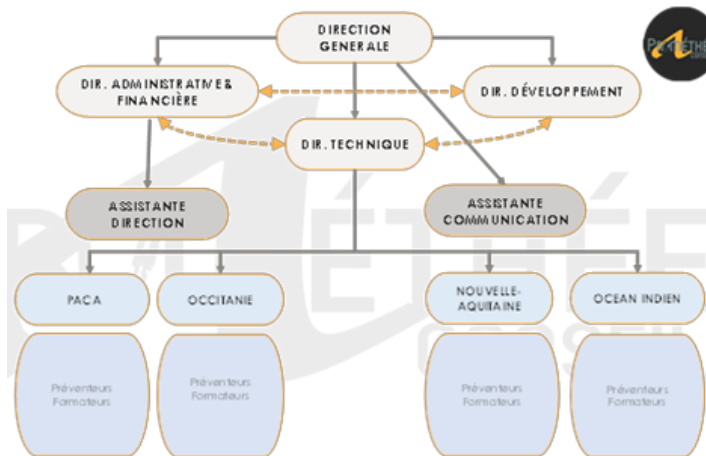 DIRECTION
GENERALE
DIR. ADMINISTRATIVE &
FINANCIÈRE
DIR. DÉVELOPPEMENT
DIR. TECHNIQUE
ASSISTANTE
DIRECTION
ASSISTANTE
COMMUNICATION
PACA
OCCITANIE
NOUVELLE-
AQUITAINE
OCEAN INDIEN
Préventeurs
Formateurs
Préventeurs
Formateurs
Préventeurs
Formateurs
Préventeurs
Formateurs